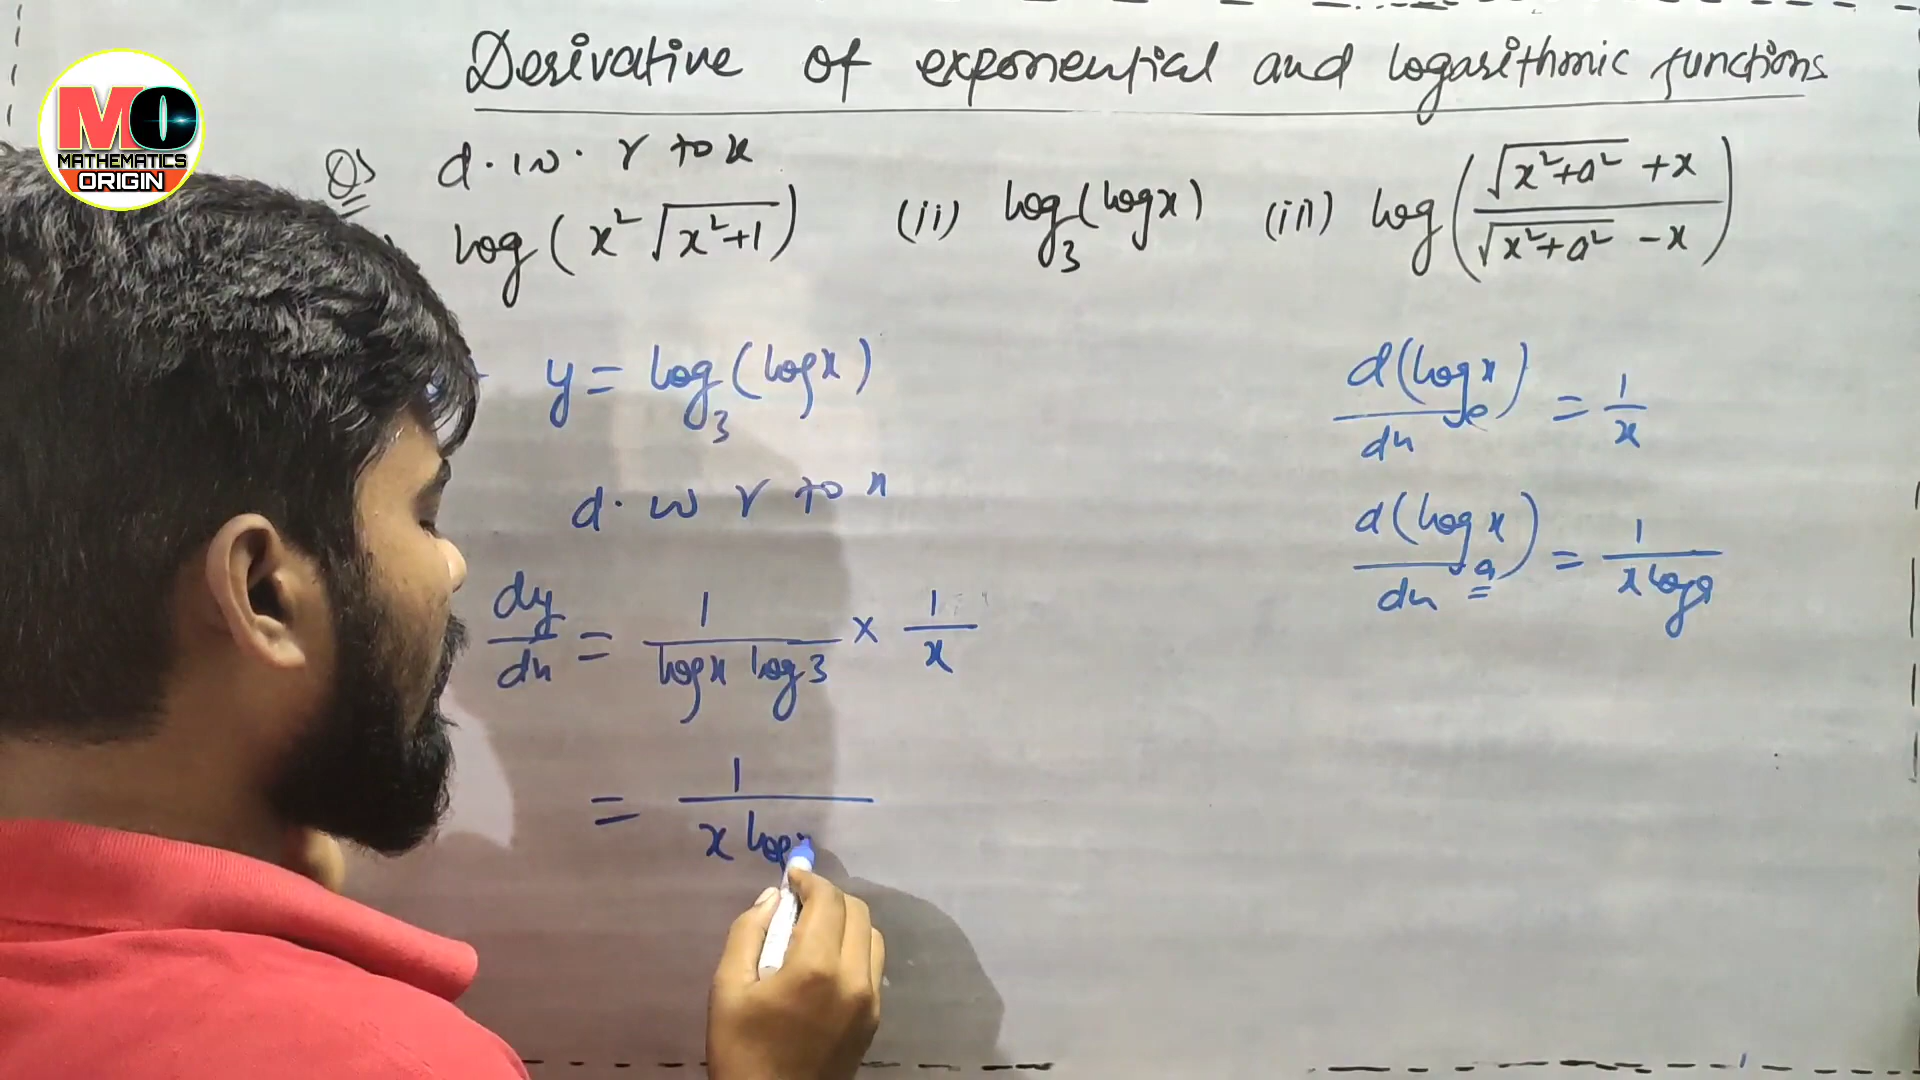 Derivative of exponential and logarithmic functions
MO
MATHEMATICS
ORIGIN
Q) d. w. r to x
log(x²√(x²+1)) (ii) log₃(log x) (iii) log((√(x²+a²) + x)/(√(x²+a²) - x))
y = log₃(log x)
d. w r to x
dy/dx = 1/(log x log 3) × 1/x
= 1/(x log
d(logₑ x)/dx = 1/x
d(logₐ x)/dx = 1/(x log a)